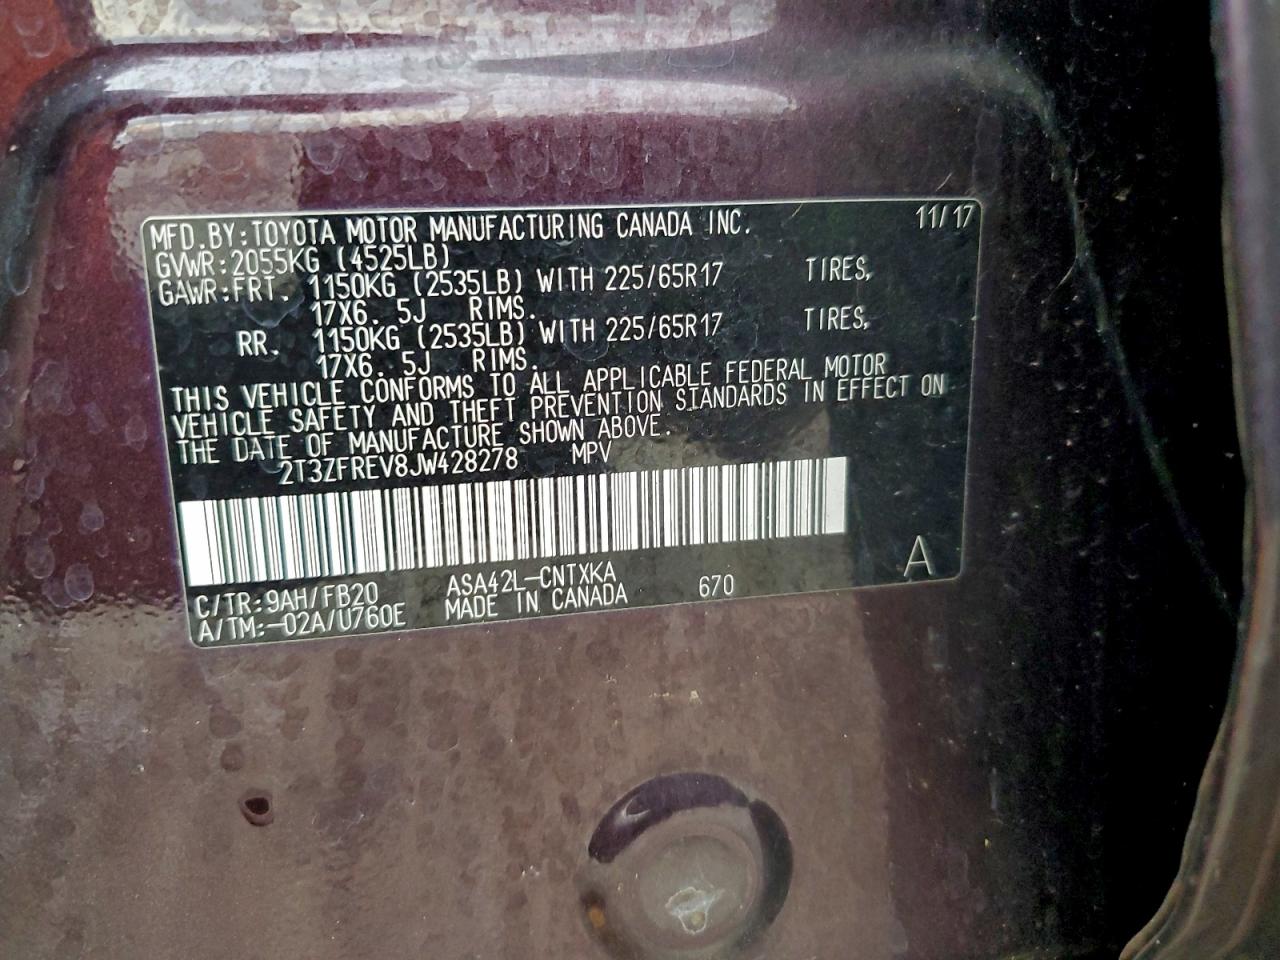 MFD.BY:TOYOTA MOTOR MANUFACTURING CANADA INC. 11/17
GVWR:2055KG (4525LB)
GAWR:FRT. 1150KG (2535LB) WITH 225/65R17 TIRES,
17X6.5J RIMS.
RR. 1150KG (2535LB) WITH 225/65R17 TIRES,
17X6.5J RIMS.
THIS VEHICLE CONFORMS TO ALL APPLICABLE FEDERAL MOTOR
VEHICLE SAFETY AND THEFT PREVENTION STANDARDS IN EFFECT ON
THE DATE OF MANUFACTURE SHOWN ABOVE.
2T3ZFREV8JW428278 MPV
C/TR:9AH/FB20 ASA42L-CNTXKA 670 A
A/TM:-02A/U760E MADE IN CANADA